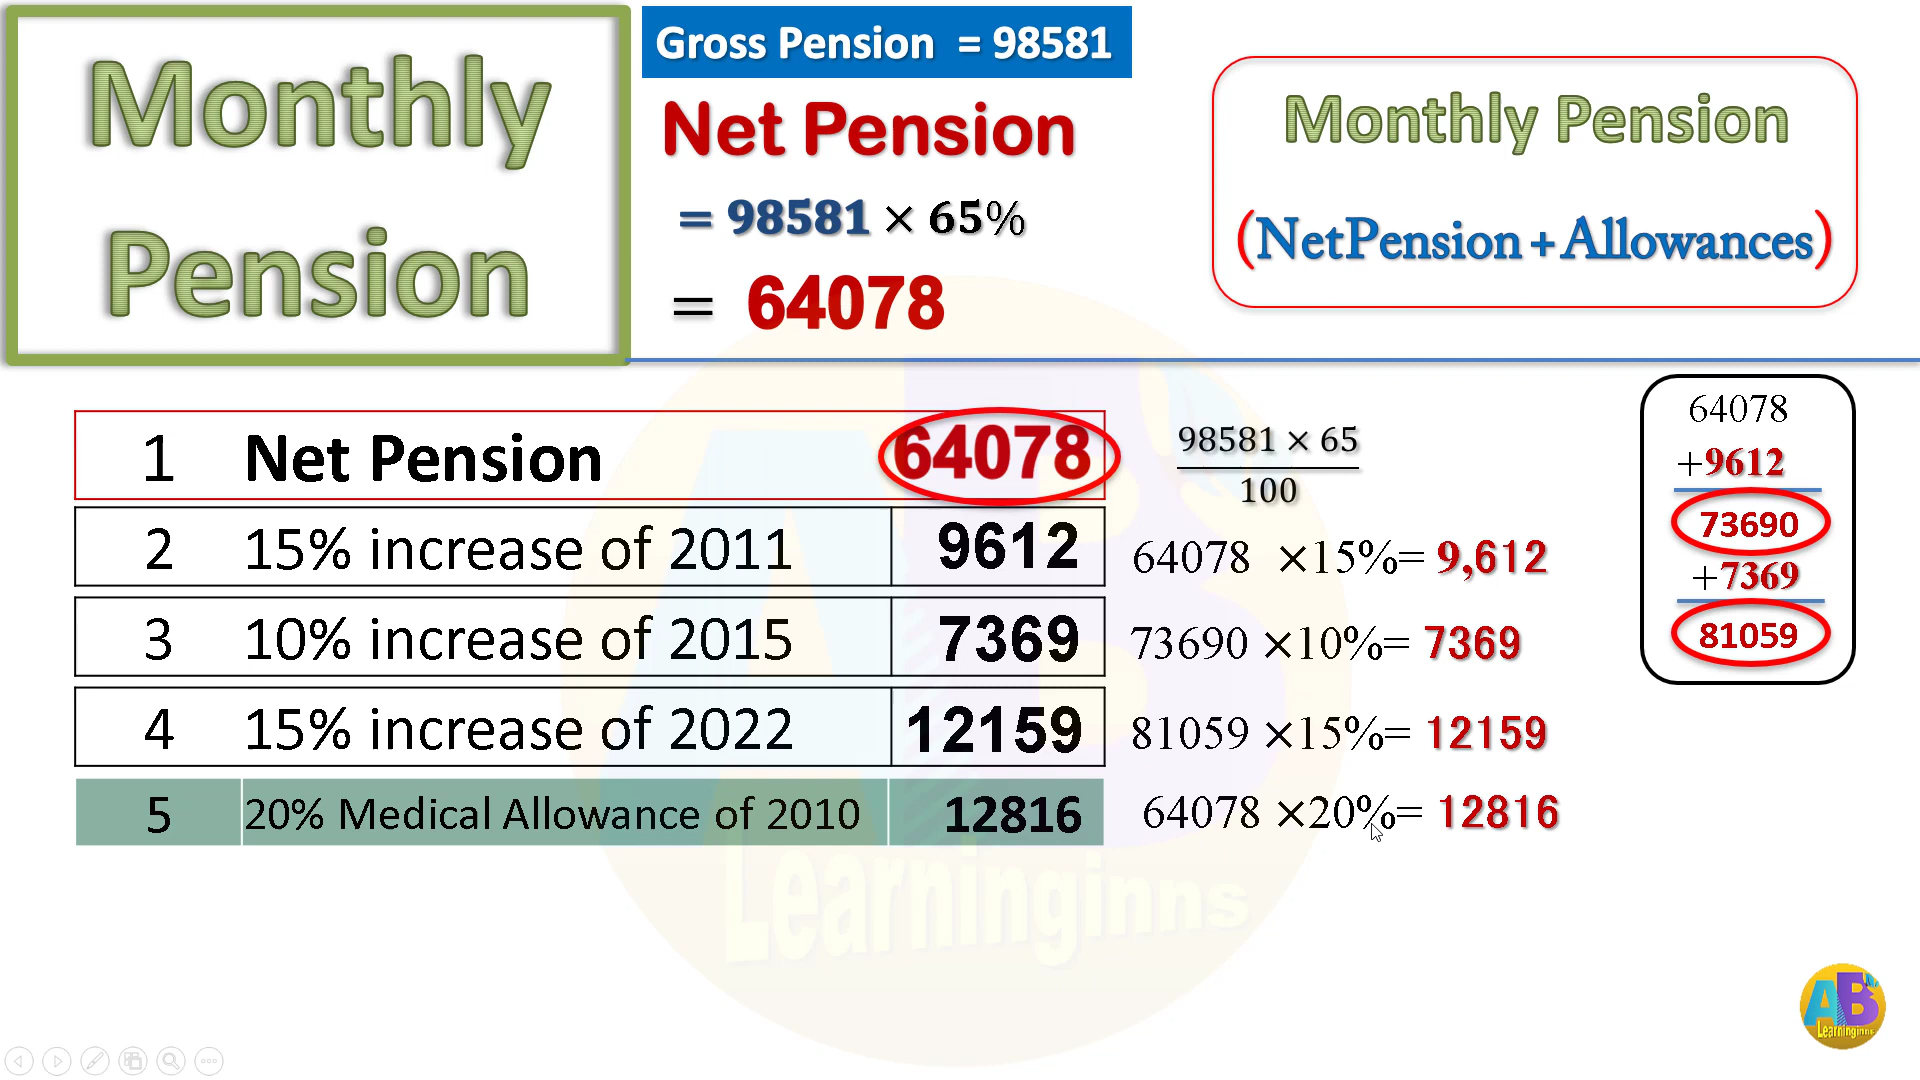 Monthly
Pension
Gross Pension = 98581
Net Pension
= 98581 × 65%
= 64078
Monthly Pension
(NetPension+Allowances)
1 Net Pension 64078
98581 × 65
100
2 15% increase of 2011 9612
64078 ×15%= 9,612
3 10% increase of 2015 7369
73690 ×10%= 7369
4 15% increase of 2022 12159
81059 ×15%= 12159
5 20% Medical Allowance of 2010 12816
64078 ×20%= 12816
64078
+9612
73690
+7369
81059
AB
Learninginns
Learninginns